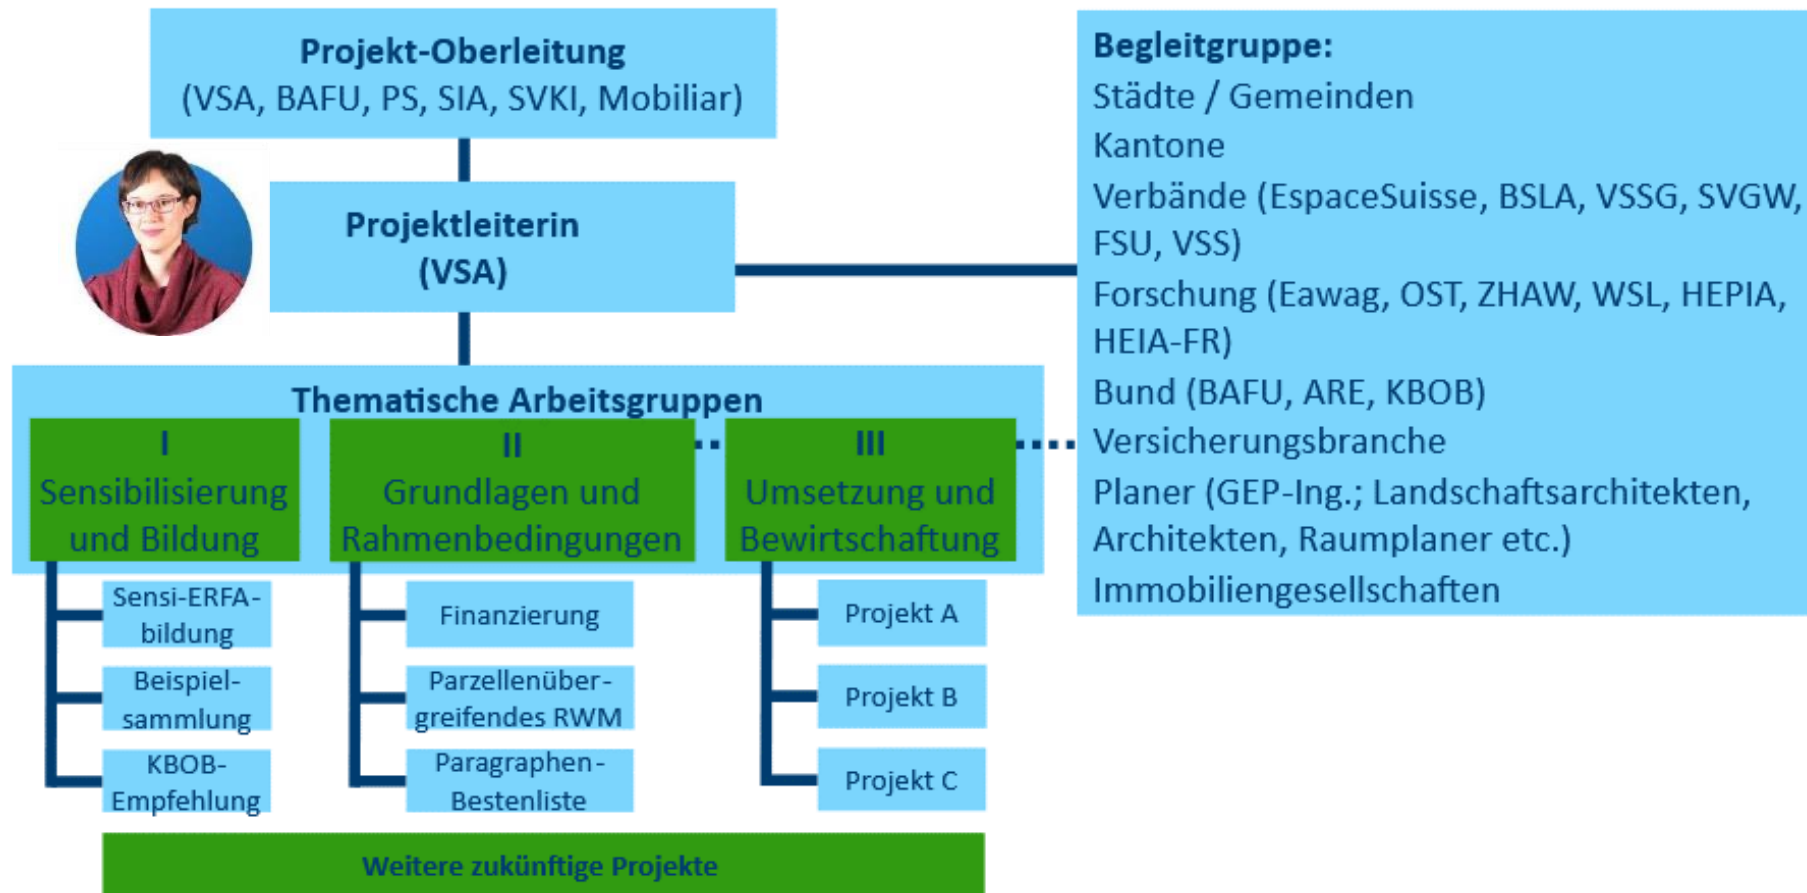 Projekt-Oberleitung
(VSA, BAFU, PS, SIA, SVKI, Mobiliar)
Projektleiterin
(VSA)
Thematische Arbeitsgruppen
I
Sensibilisierung
und Bildung
II
Grundlagen und
Rahmenbedingungen
III
Umsetzung und
Bewirtschaftung
Sensi-ERFA-
bildung
Beispiel-
sammlung
KBOB-
Empfehlung
Finanzierung
Parzellenüber-
greifendes RWM
Paragraphen-
Bestenliste
Projekt A
Projekt B
Projekt C
Weitere zukünftige Projekte
Begleitgruppe:
Städte / Gemeinden
Kantone
Verbände (EspaceSuisse, BSLA, VSSG, SVGW,
FSU, VSS)
Forschung (Eawag, OST, ZHAW, WSL, HEPIA,
HEIA-FR)
Bund (BAFU, ARE, KBOB)
Versicherungsbranche
Planer (GEP-Ing.; Landschaftsarchitekten,
Architekten, Raumplaner etc.)
Immobiliengesellschaften